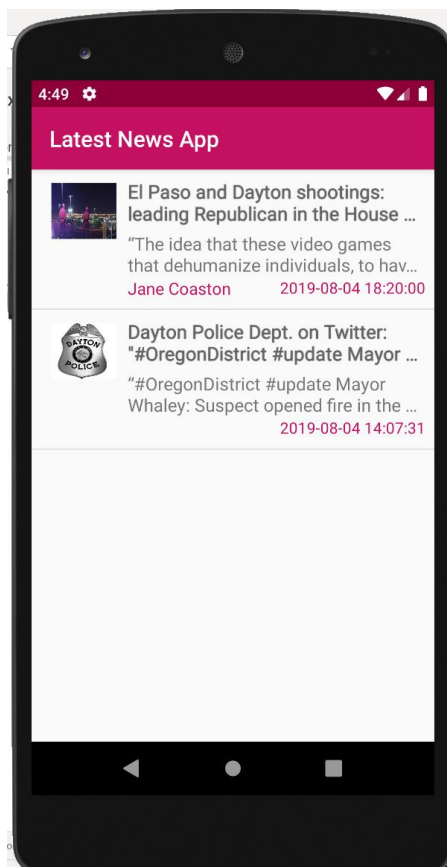 4:49
Latest News App
El Paso and Dayton shootings:
leading Republican in the House ...
“The idea that these video games
that dehumanize individuals, to hav...
Jane Coaston 2019-08-04 18:20:00
DAYTON
POLICE
Dayton Police Dept. on Twitter:
"#OregonDistrict #update Mayor ...
“#OregonDistrict #update Mayor
Whaley: Suspect opened fire in the ...
2019-08-04 14:07:31